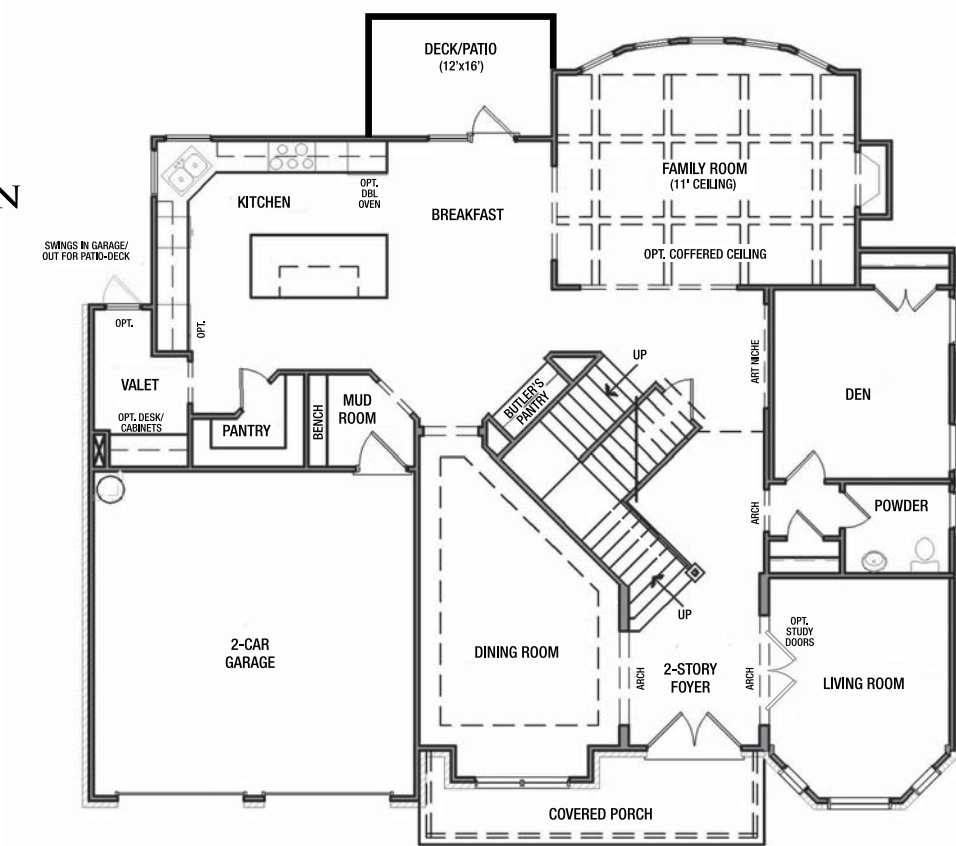 DECK/PATIO
(12'x16')
FAMILY ROOM
(11' CEILING)
OPT. COFFERED CEILING
N
KITCHEN
OPT.
DBL
OVEN
BREAKFAST
SWINGS IN GARAGE/
OUT FOR PATIO-DECK
OPT.
OPT.
VALET
OPT. DESK/
CABINETS
PANTRY
BENCH
MUD
ROOM
BUTLER'S
PANTRY
UP
ART NICHE
DEN
ARCH
POWDER
UP
2-CAR
GARAGE
DINING ROOM
ARCH
2-STORY
FOYER
ARCH
OPT.
STUDY
DOORS
LIVING ROOM
COVERED PORCH